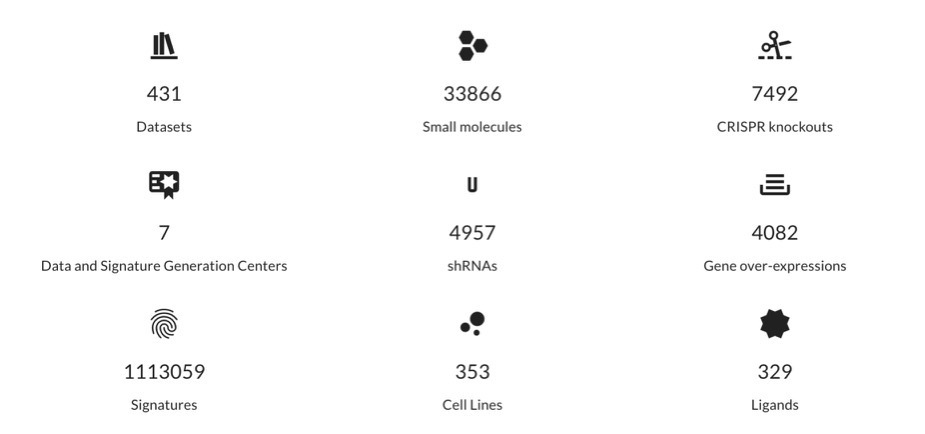 431
Datasets
33866
Small molecules
7492
CRISPR knockouts
7
Data and Signature Generation Centers
4957
shRNAs
4082
Gene over-expressions
1113059
Signatures
353
Cell Lines
329
Ligands